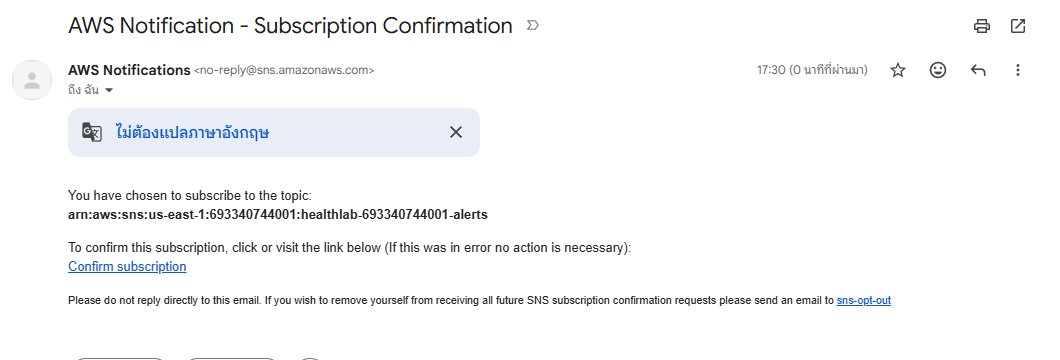 AWS Notification - Subscription Confirmation
AWS Notifications <no-reply@sns.amazonaws.com>
17:30 (0 นาทีที่ผ่านมา)
ถึง ฉัน
ไม่ต้องแปลภาษาอังกฤษ
You have chosen to subscribe to the topic:
arn:aws:sns:us-east-1:693340744001:healthlab-693340744001-alerts
To confirm this subscription, click or visit the link below (If this was in error no action is necessary):
Confirm subscription
Please do not reply directly to this email. If you wish to remove yourself from receiving all future SNS subscription confirmation requests please send an email to sns-opt-out